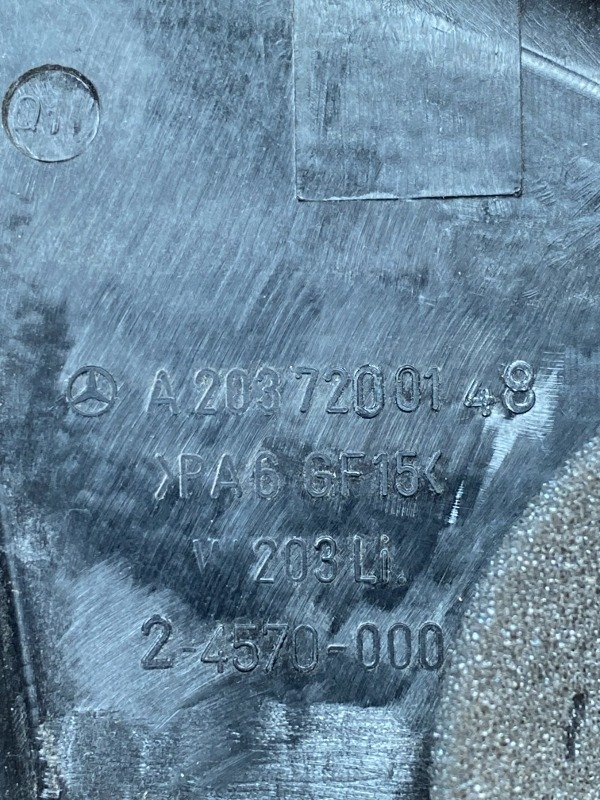 A 203 720 01 48
>PA6 GF15<
W 203 Li.
2-4570-000